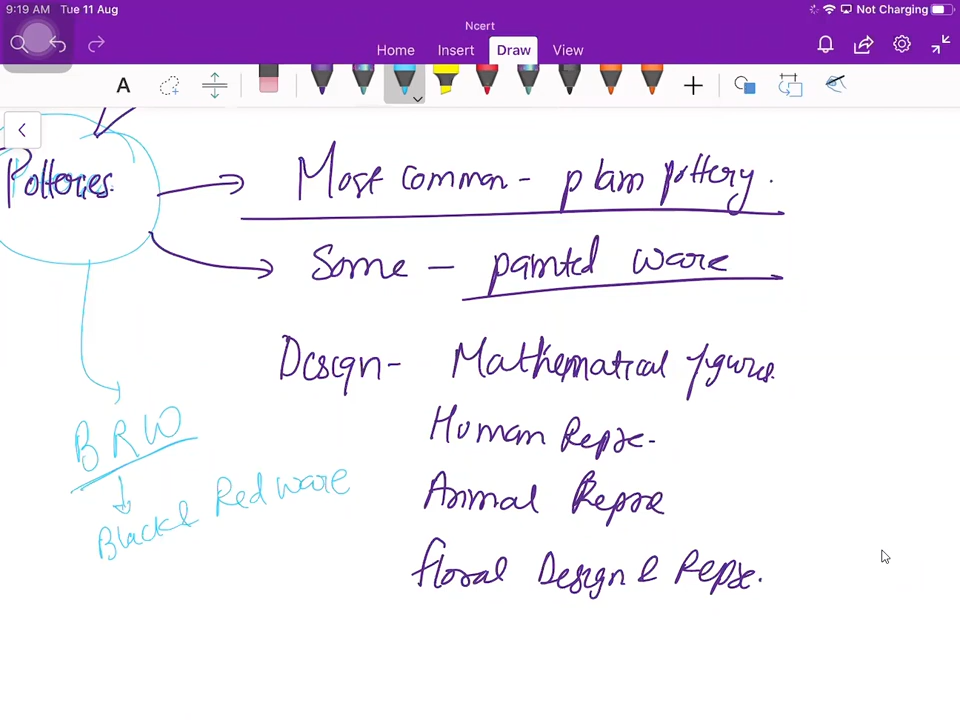 9:19 AM Tue 11 Aug
Not Charging
Ncert
Home Insert Draw View
Potteries.
Most common - plain pottery.
Some - painted ware
Design - Mathematical figures.
Human Repre.
Animal Repre
floral Design & Repre.
BRW
Black & Red ware